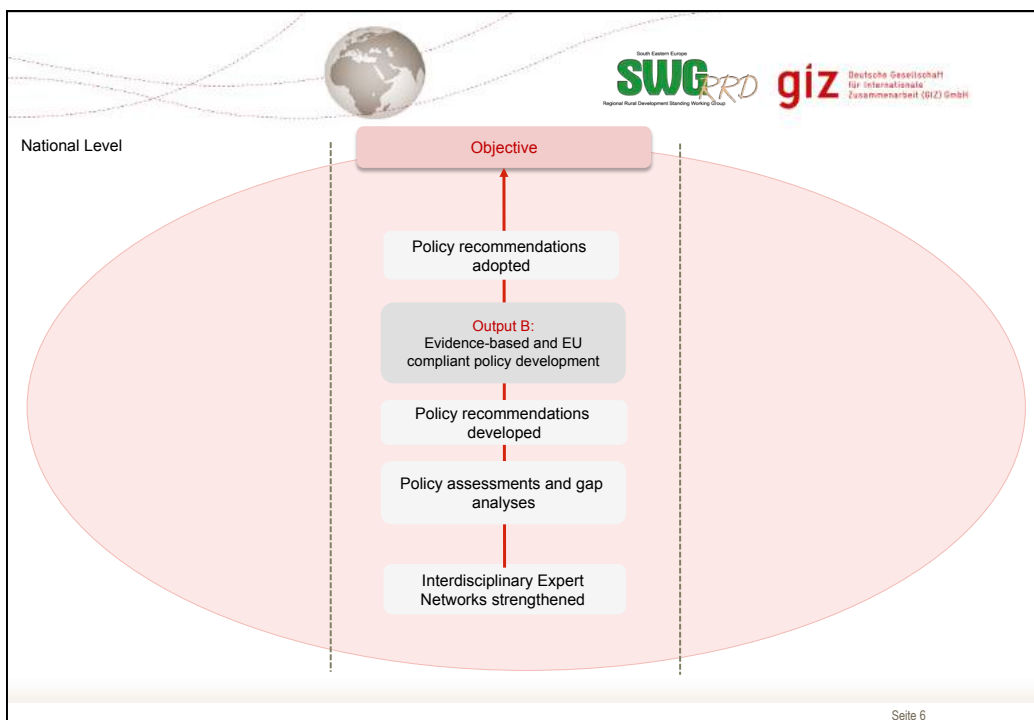 South Eastern Europe
SWG RRD
Regional Rural Development Standing Working Group
giz
Deutsche Gesellschaft
für Internationale
Zusammenarbeit (GIZ) GmbH
National Level
Objective
Policy recommendations
adopted
Output B:
Evidence-based and EU
compliant policy development
Policy recommendations
developed
Policy assessments and gap
analyses
Interdisciplinary Expert
Networks strengthened
Seite 6